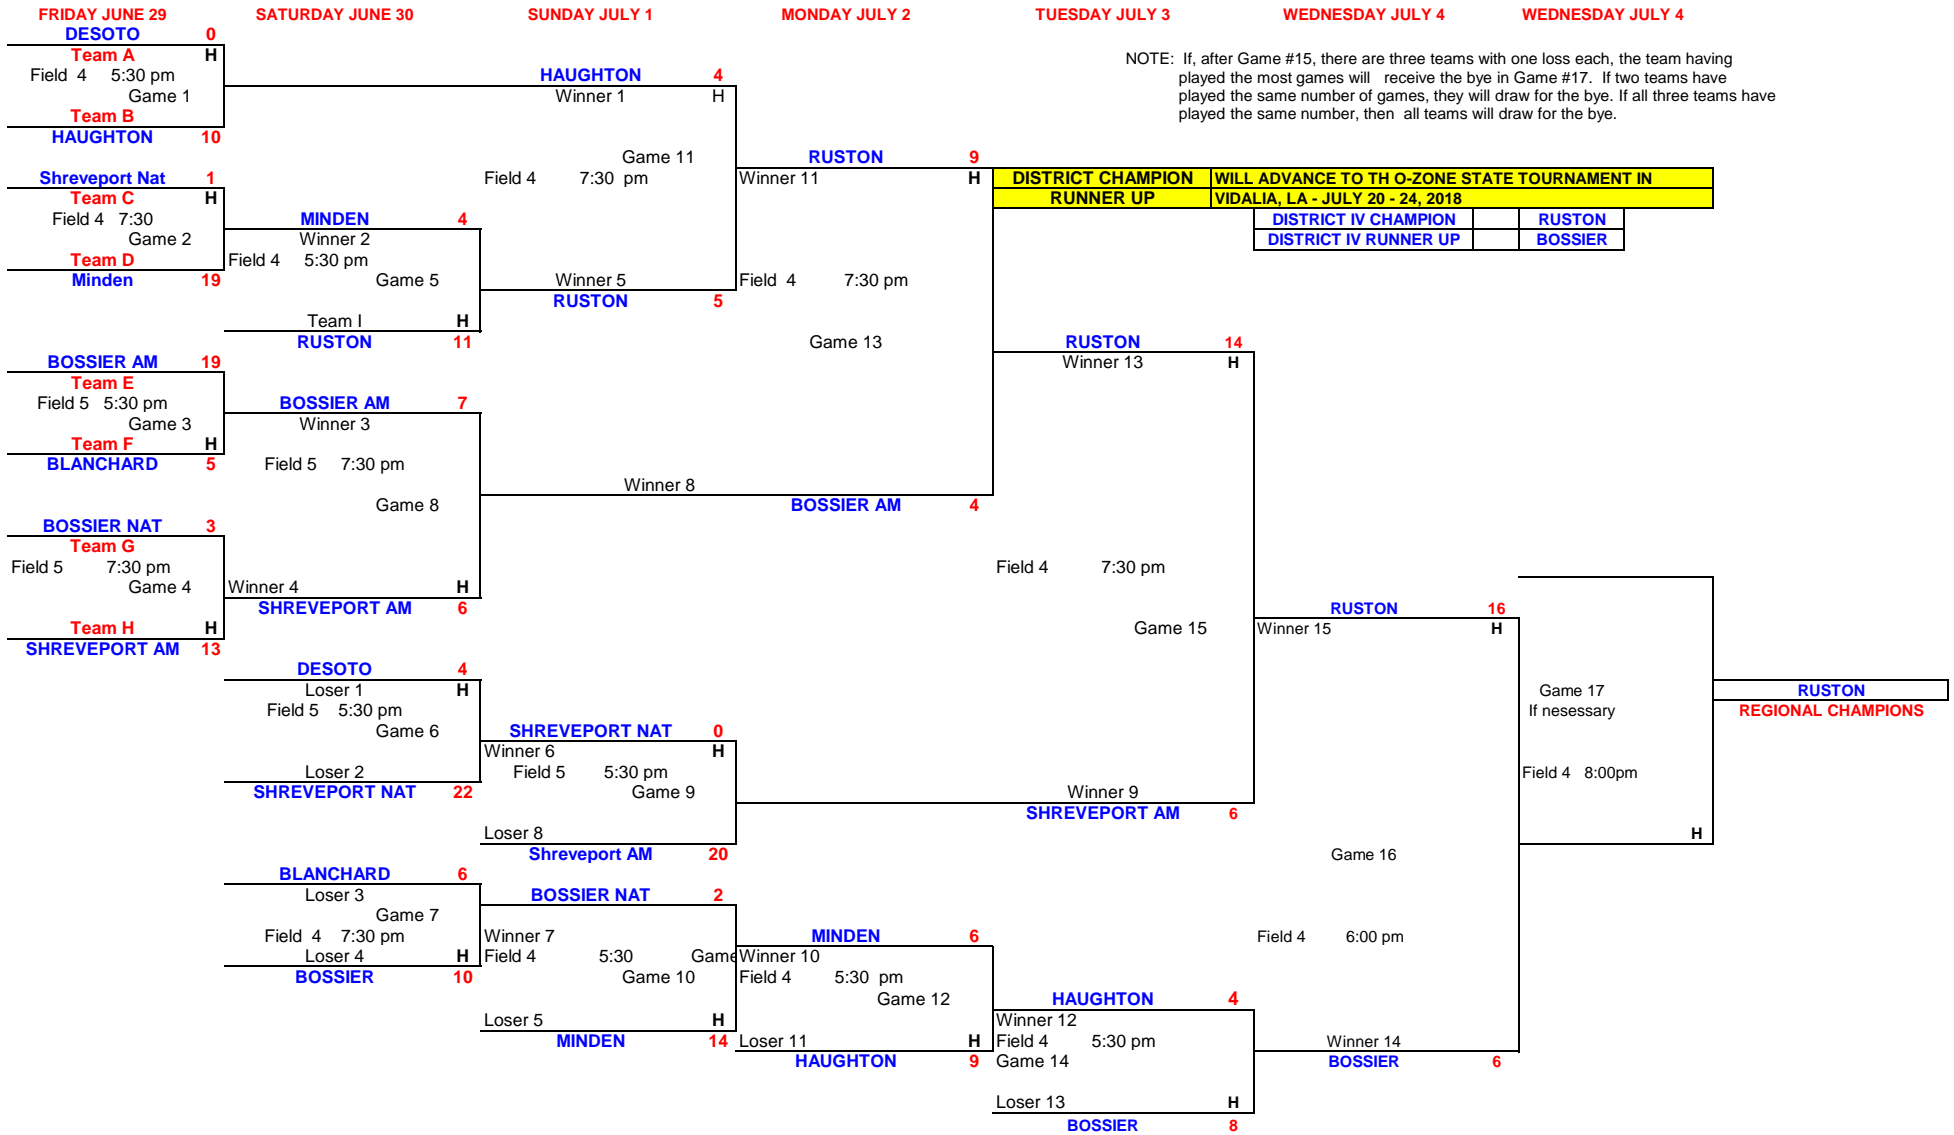 FRIDAY JUNE 29 SATURDAY JUNE 30 SUNDAY JULY 1 MONDAY JULY 2 TUESDAY JULY 3 WEDNESDAY JULY 4 WEDNESDAY JULY 4
DESOTO 0
Team A H
Field 4 5:30 pm
Game 1
Team B
HAUGHTON 10
Shreveport Nat 1
Team C H
Field 4 7:30
Game 2
Team D
Minden 19
BOSSIER AM 19
Team E
Field 5 5:30 pm
Game 3
Team F H
BLANCHARD 5
BOSSIER NAT 3
Team G
Field 5 7:30 pm
Game 4
Team H H
SHREVEPORT AM 13
MINDEN 4
Winner 2
Field 4 5:30 pm
Game 5
Team I H
RUSTON 11
BOSSIER AM 7
Winner 3
Field 5 7:30 pm
Game 8
Winner 4 H
SHREVEPORT AM 6
DESOTO 4
Loser 1 H
Field 5 5:30 pm
Game 6
Loser 2
SHREVEPORT NAT 22
BLANCHARD 6
Loser 3
Game 7
Field 4 7:30 pm
Loser 4 H
BOSSIER 10
HAUGHTON 4
Winner 1 H
Game 11
Field 4 7:30 pm
Winner 5
RUSTON 5
Winner 8
SHREVEPORT NAT 0
Winner 6 H
Field 5 5:30 pm
Game 9
Loser 8
Shreveport AM 20
BOSSIER NAT 2
Winner 7
Field 4 5:30 Game
Game 10
Loser 5 H
MINDEN 14
RUSTON 9
Winner 11 H
Field 4 7:30 pm
Game 13
BOSSIER AM 4
MINDEN 6
Winner 10
Field 4 5:30 pm
Game 12
Loser 11 H
HAUGHTON 9
NOTE: If, after Game #15, there are three teams with one loss each, the team having
played the most games will receive the bye in Game #17. If two teams have
played the same number of games, they will draw for the bye. If all three teams have
played the same number, then all teams will draw for the bye.
DISTRICT CHAMPION WILL ADVANCE TO TH O-ZONE STATE TOURNAMENT IN
RUNNER UP VIDALIA, LA - JULY 20 - 24, 2018
DISTRICT IV CHAMPION RUSTON
DISTRICT IV RUNNER UP BOSSIER
RUSTON 14
Winner 13 H
Field 4 7:30 pm
Game 15
Winner 9
SHREVEPORT AM 6
HAUGHTON 4
Winner 12
Field 4 5:30 pm
Game 14
Loser 13 H
BOSSIER 8
RUSTON 16
Winner 15 H
Game 16
Field 4 6:00 pm
Winner 14
BOSSIER 6
Game 17
If nesessary
Field 4 8:00pm
H
RUSTON
REGIONAL CHAMPIONS